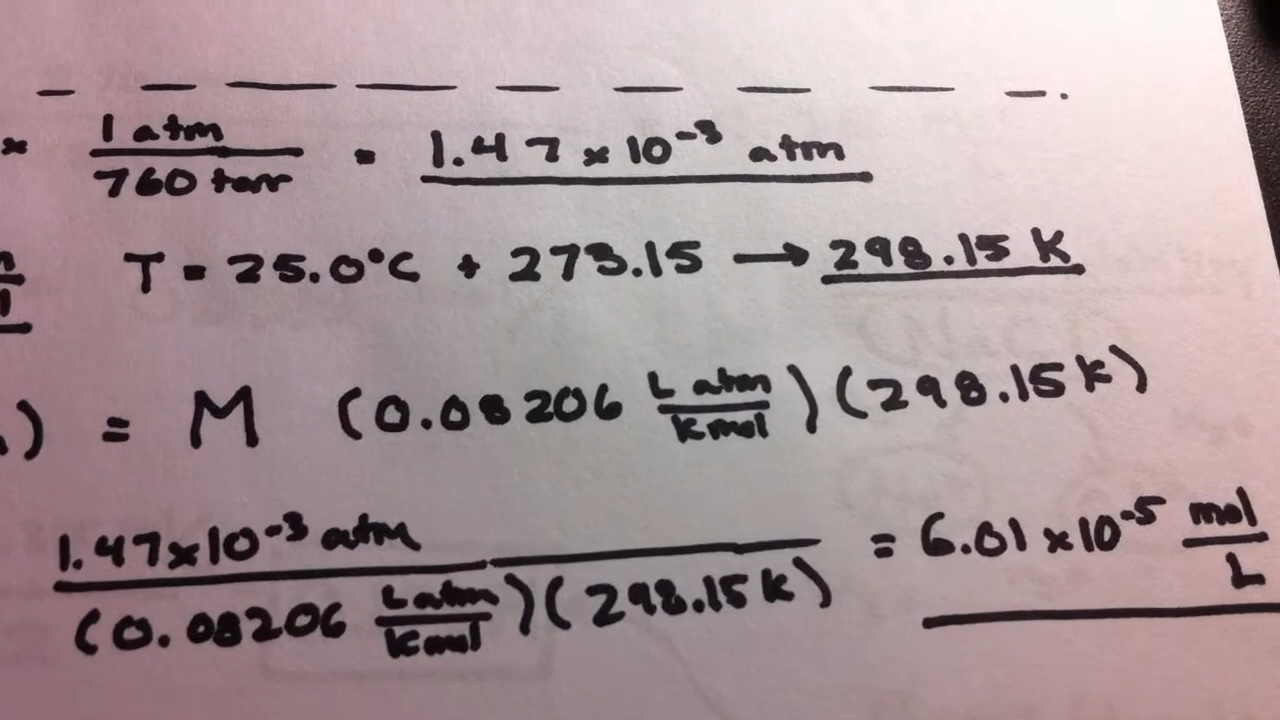 × 1 atm / 760 torr = 1.47 × 10⁻³ atm
T = 25.0°C + 273.15 → 298.15 K
) = M (0.08206 L atm / K mol) (298.15 K)
1.47 × 10⁻³ atm / (0.08206 L atm / K mol) (298.15 K) = 6.01 × 10⁻⁵ mol / L